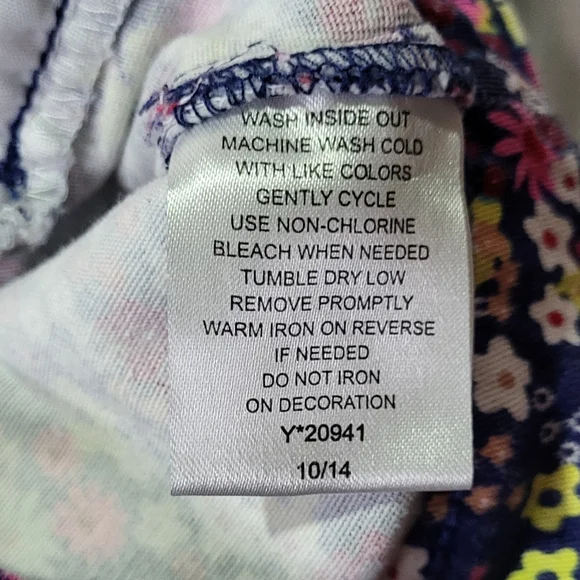 WASH INSIDE OUT
MACHINE WASH COLD
WITH LIKE COLORS
GENTLY CYCLE
USE NON-CHLORINE
BLEACH WHEN NEEDED
TUMBLE DRY LOW
REMOVE PROMPTLY
WARM IRON ON REVERSE
IF NEEDED
DO NOT IRON
ON DECORATION
Y*20941
10/14